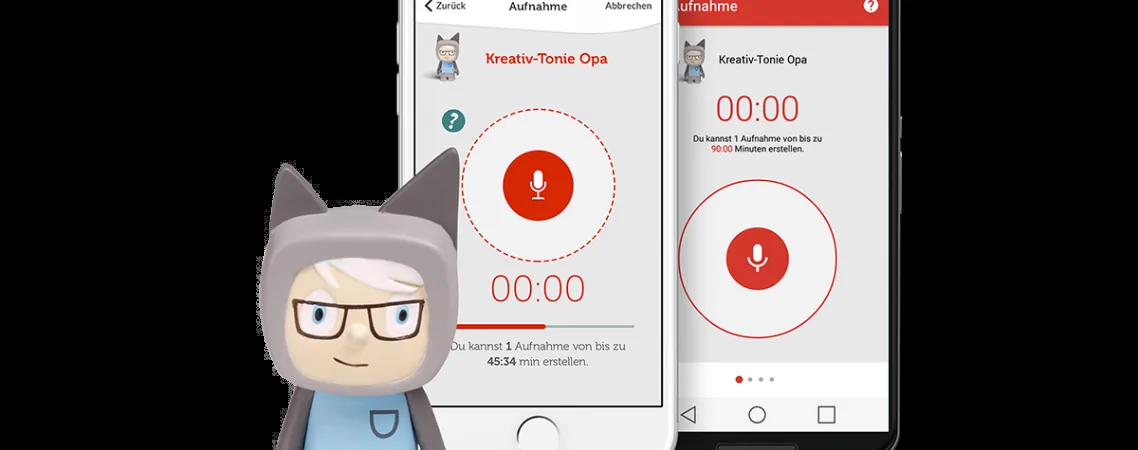 Zurück Aufnahme Abbrechen
Kreativ-Tonie Opa
?
00:00
Du kannst 1 Aufnahme von bis zu
45:34 min erstellen.
ufnahme ?
Kreativ-Tonie Opa
00:00
Du kannst 1 Aufnahme von bis zu
90:00 Minuten erstellen.